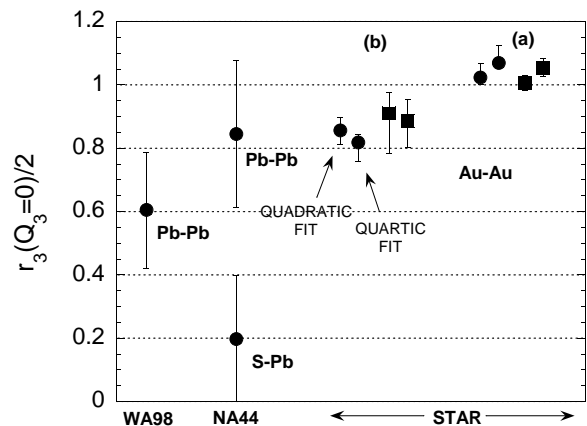 (b)
(a)
1.2
1
0.8
0.6
0.4
0.2
0
r₃(Q₃=0)/2
Pb-Pb
Pb-Pb
S-Pb
Au-Au
QUADRATIC
FIT
QUARTIC
FIT
WA98
NA44
STAR